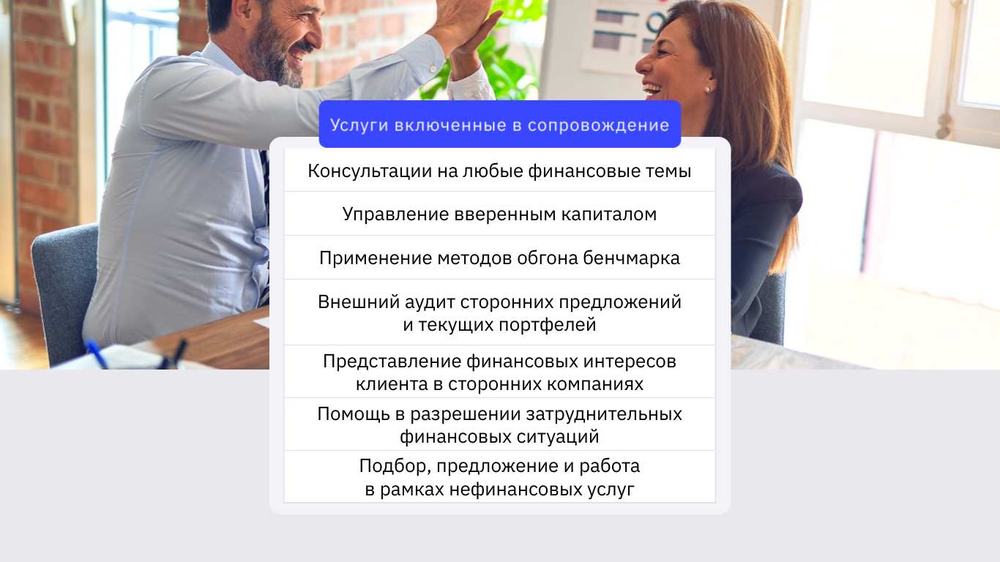 Услуги включенные в сопровождение
Консультации на любые финансовые темы
Управление вверенным капиталом
Применение методов обгона бенчмарка
Внешний аудит сторонних предложений
и текущих портфелей
Представление финансовых интересов
клиента в сторонних компаниях
Помощь в разрешении затруднительных
финансовых ситуаций
Подбор, предложение и работа
в рамках нефинансовых услуг